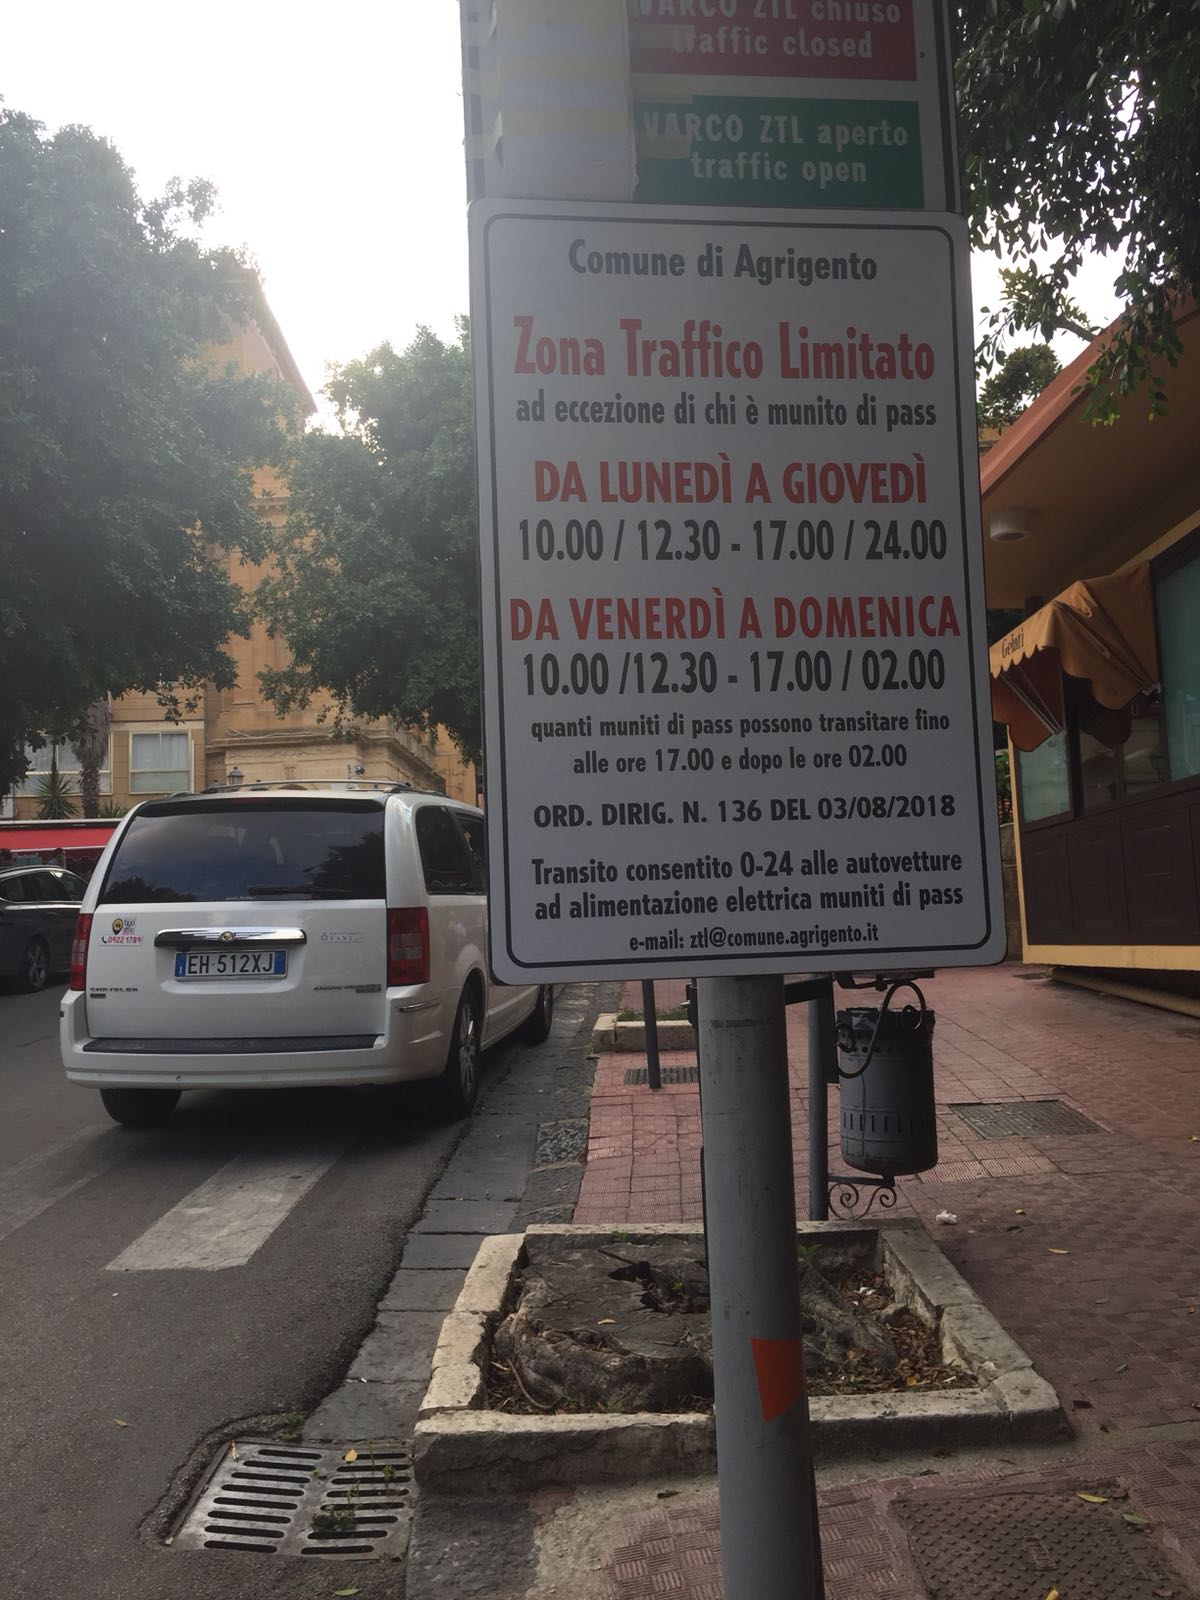 VARCO ZTL chiuso
traffic closed
VARCO ZTL aperto
traffic open
Comune di Agrigento
Zona Traffico Limitato
ad eccezione di chi è munito di pass
DA LUNEDÌ A GIOVEDÌ
10.00 / 12.30 - 17.00 / 24.00
DA VENERDÌ A DOMENICA
10.00 /12.30 - 17.00 / 02.00
quanti muniti di pass possono transitare fino
alle ore 17.00 e dopo le ore 02.00
ORD. DIRIG. N. 136 DEL 03/08/2018
Transito consentito 0-24 alle autovetture
ad alimentazione elettrica muniti di pass
e-mail: ztl@comune.agrigento.it
Gelati
TAXI
0922 1789
EH 512XJ
CHRYSLER